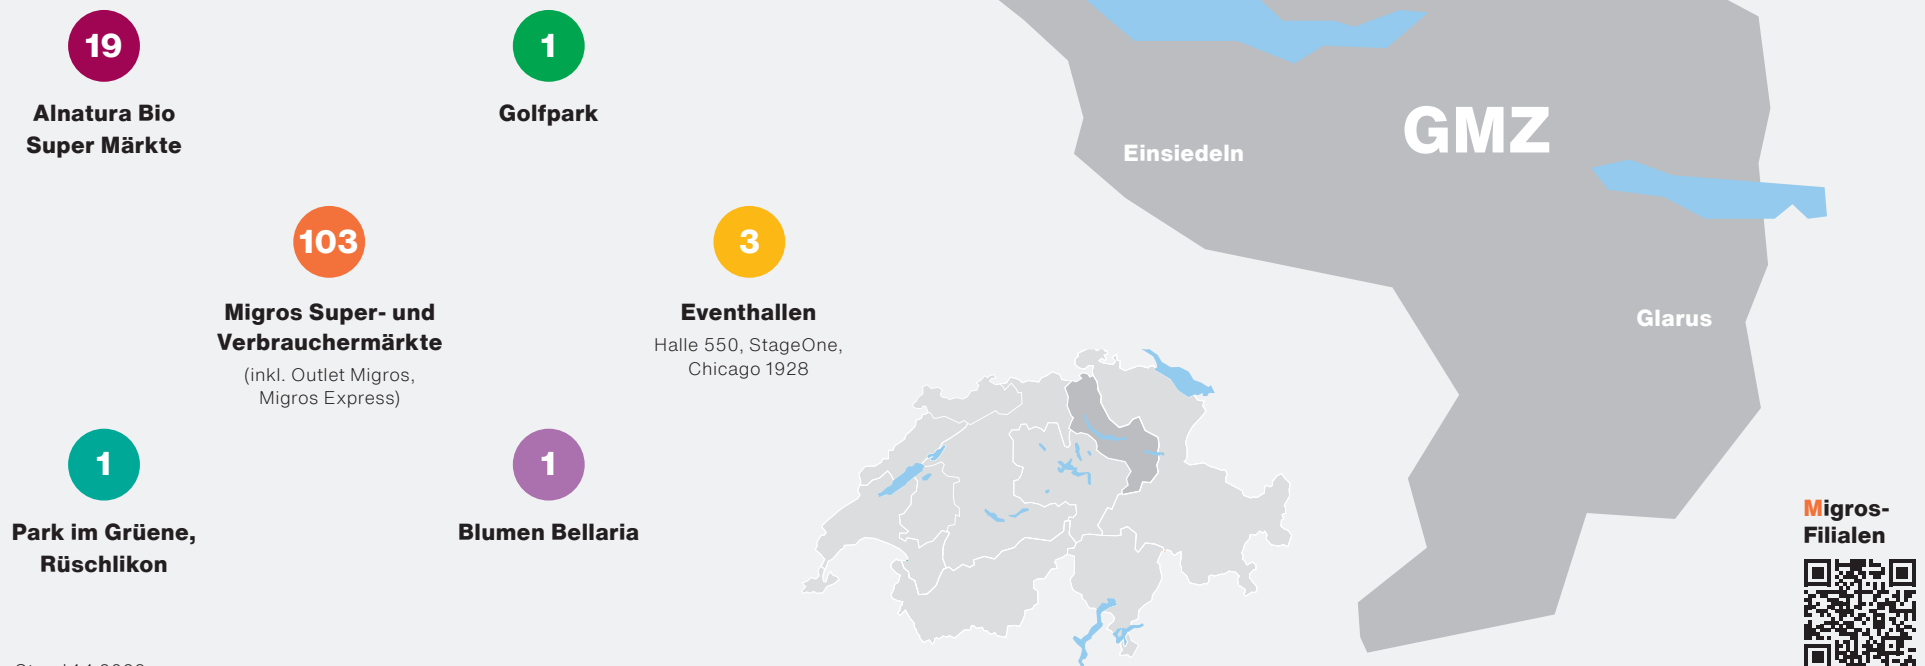 19
Alnatura Bio
Super Märkte
1
Golfpark
103
Migros Super- und
Verbrauchermärkte
(inkl. Outlet Migros,
Migros Express)
3
Eventhallen
Halle 550, StageOne,
Chicago 1928
1
Park im Grüene,
Rüschlikon
1
Blumen Bellaria
GMZ
Einsiedeln
Glarus
Migros-
Filialen